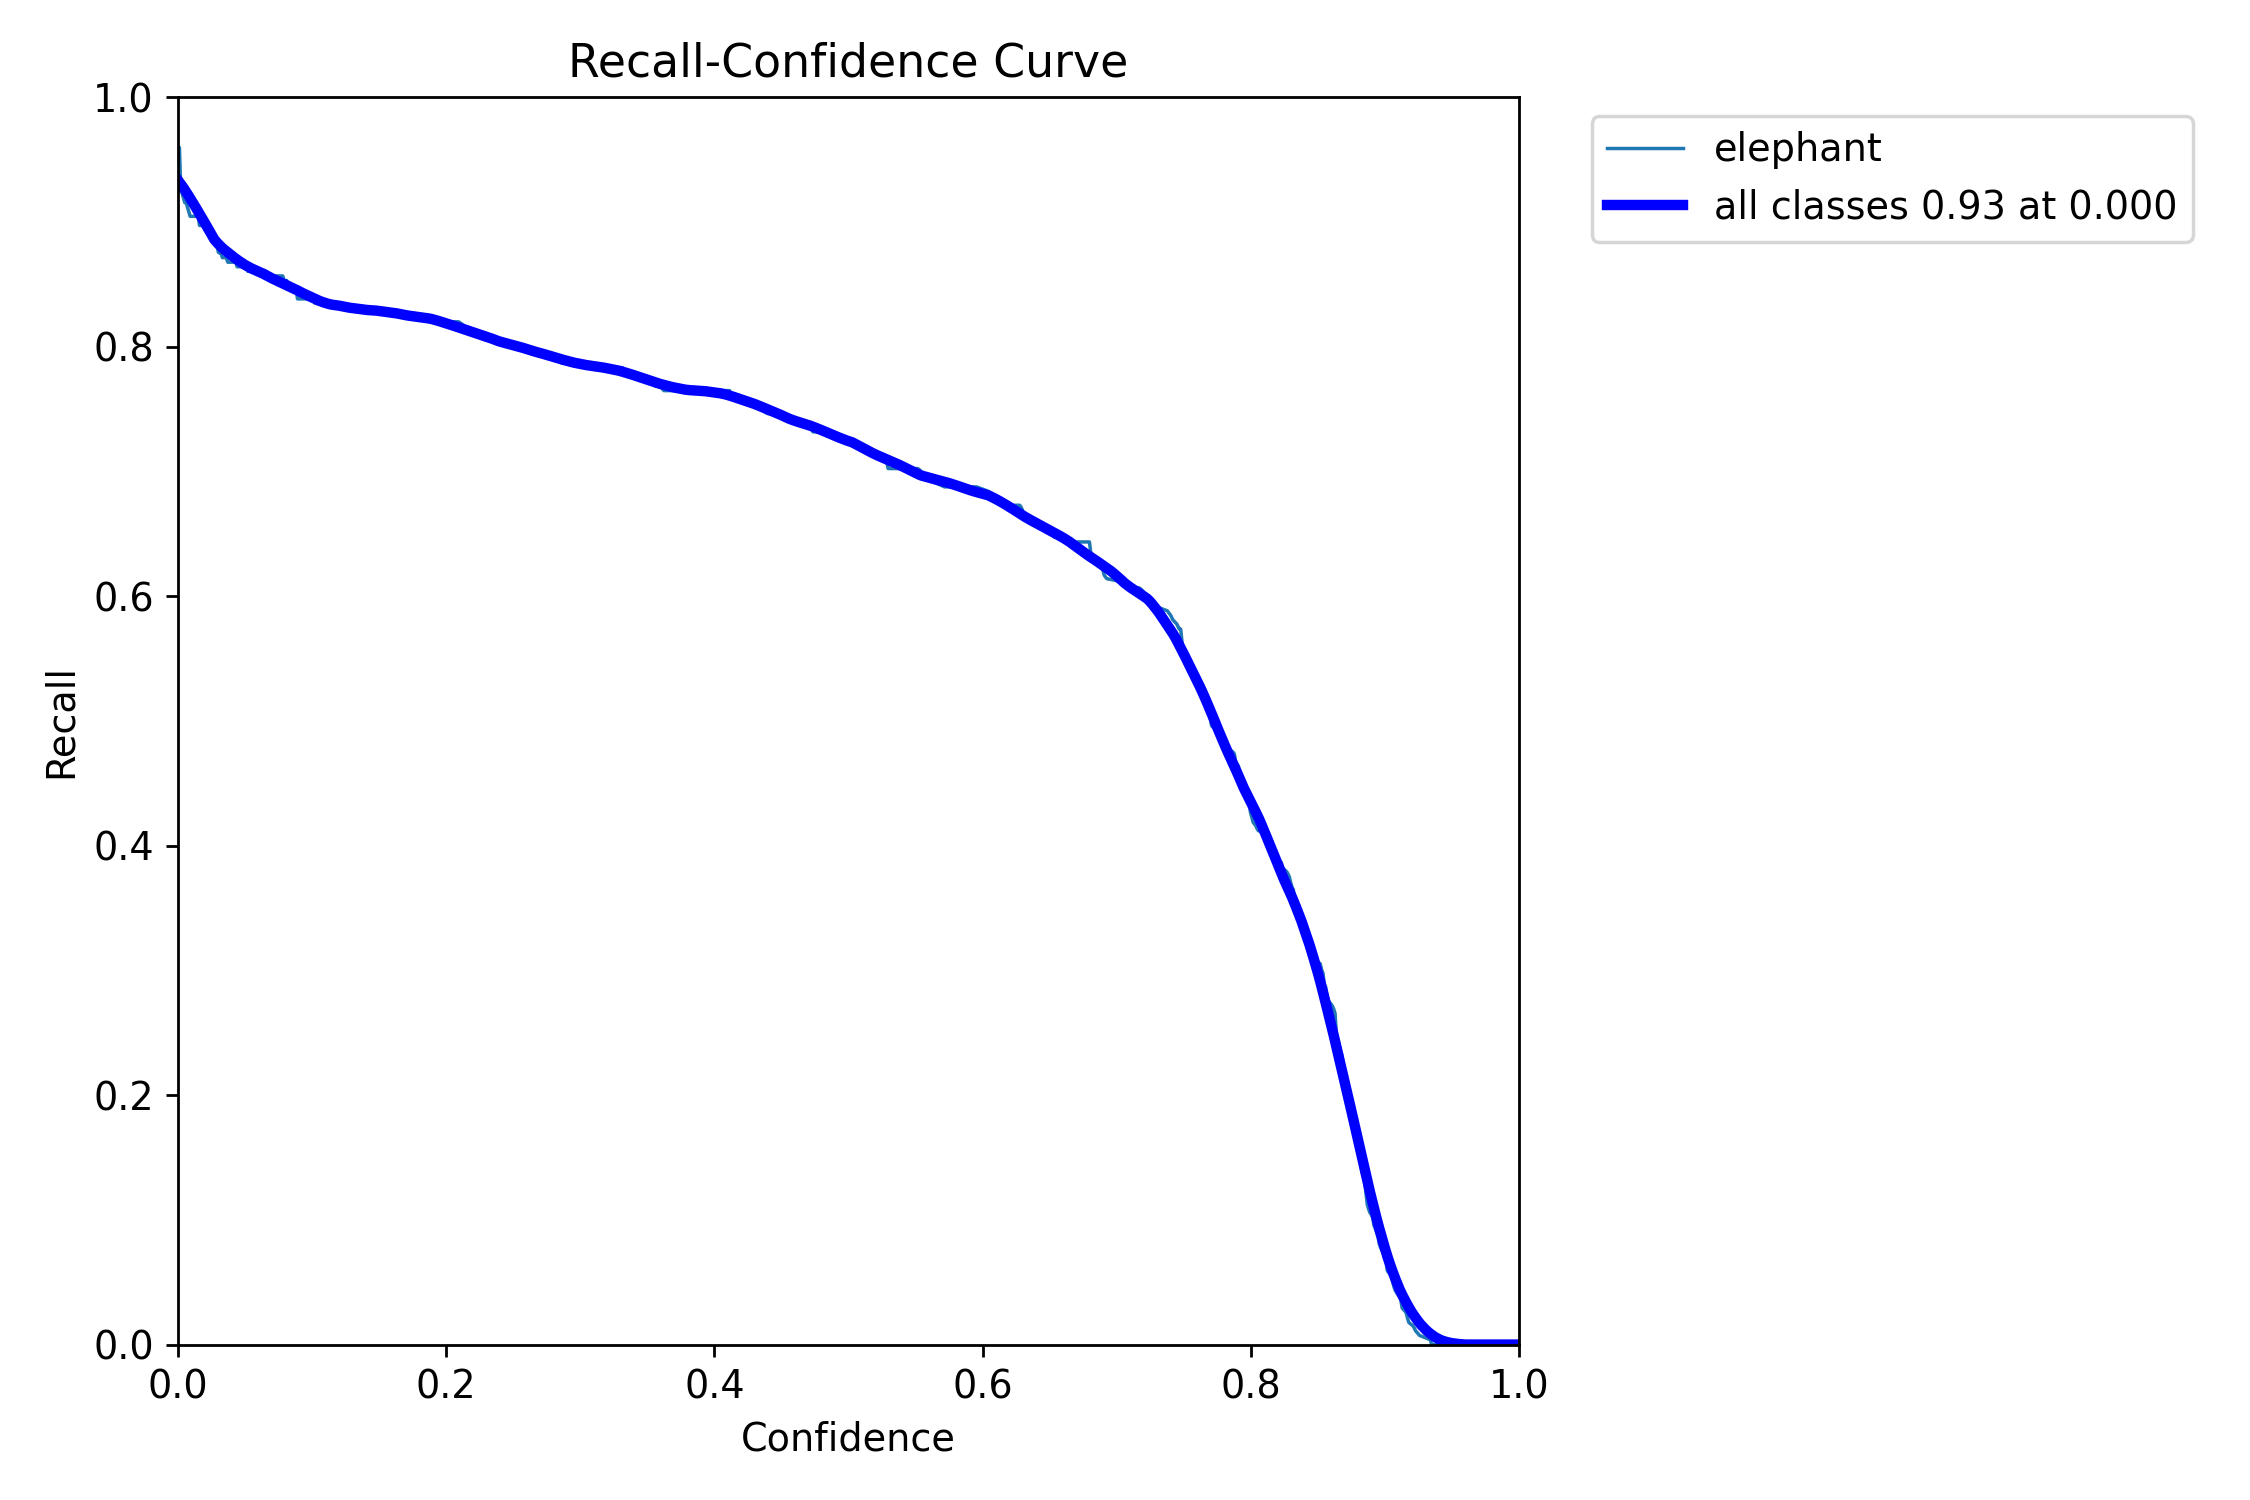 Recall-Confidence Curve
1.0
0.8
0.6
0.4
0.2
0.0
Recall
0.0 0.2 0.4 0.6 0.8 1.0
Confidence
elephant
all classes 0.93 at 0.000